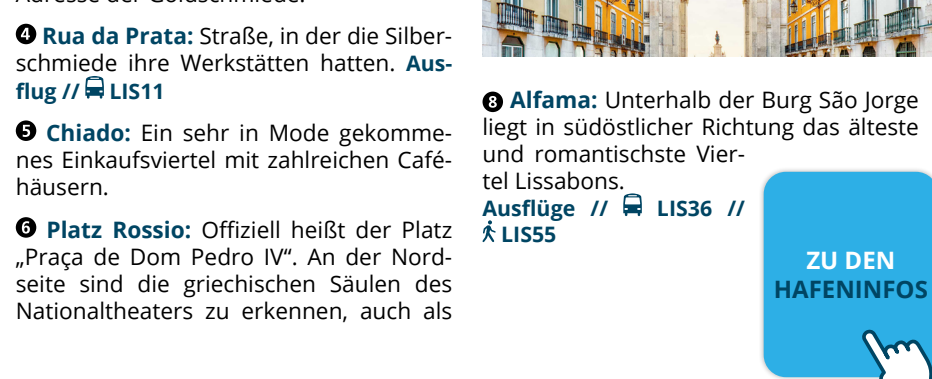 Adresse der Goldschmiede.
❹ Rua da Prata: Straße, in der die Silber-
schmiede ihre Werkstätten hatten. Aus-
flug // LIS11
❺ Chiado: Ein sehr in Mode gekomme-
nes Einkaufsviertel mit zahlreichen Café-
häusern.
❻ Platz Rossio: Offiziell heißt der Platz
„Praça de Dom Pedro IV“. An der Nord-
seite sind die griechischen Säulen des
Nationaltheaters zu erkennen, auch als
❽ Alfama: Unterhalb der Burg São Jorge
liegt in südöstlicher Richtung das älteste
und romantischste Vier-
tel Lissabons.
Ausflüge // LIS36 //
LIS55
ZU DEN
HAFENINFOS